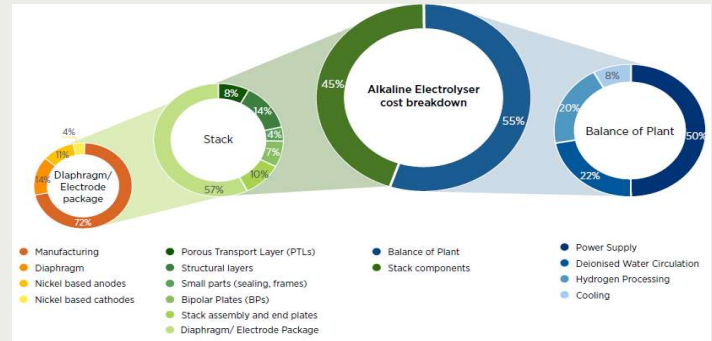 Alkaline Electrolyser
cost breakdown
45%
55%
Stack
8%
14%
4%
7%
10%
57%
Diaphragm/
Electrode
package
4%
11%
14%
72%
Balance of Plant
8%
20%
22%
50%
Manufacturing
Diaphragm
Nickel based anodes
Nickel based cathodes
Porous Transport Layer (PTLs)
Structural layers
Small parts (sealing, frames)
Bipolar Plates (BPs)
Stack assembly and end plates
Diaphragm/ Electrode Package
Balance of Plant
Stack components
Power Supply
Deionised Water Circulation
Hydrogen Processing
Cooling